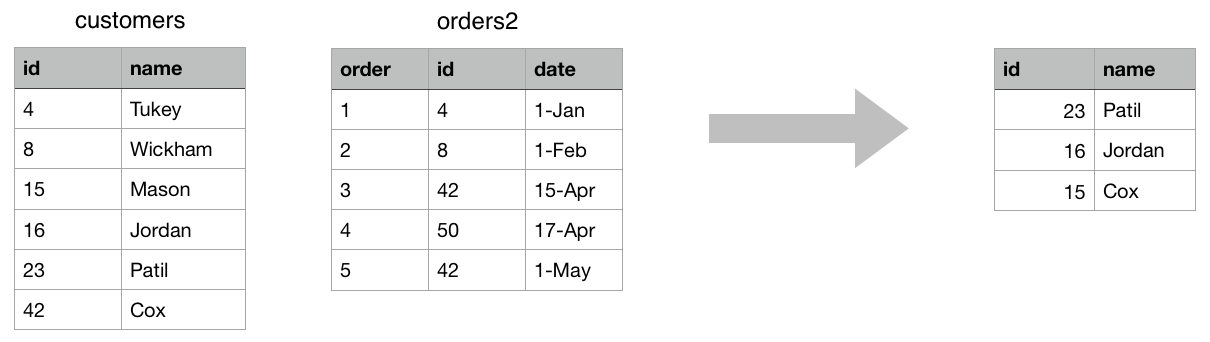 customers
id name
4 Tukey
8 Wickham
15 Mason
16 Jordan
23 Patil
42 Cox
orders2
order id date
1 4 1-Jan
2 8 1-Feb
3 42 15-Apr
4 50 17-Apr
5 42 1-May
id name
23 Patil
16 Jordan
15 Cox